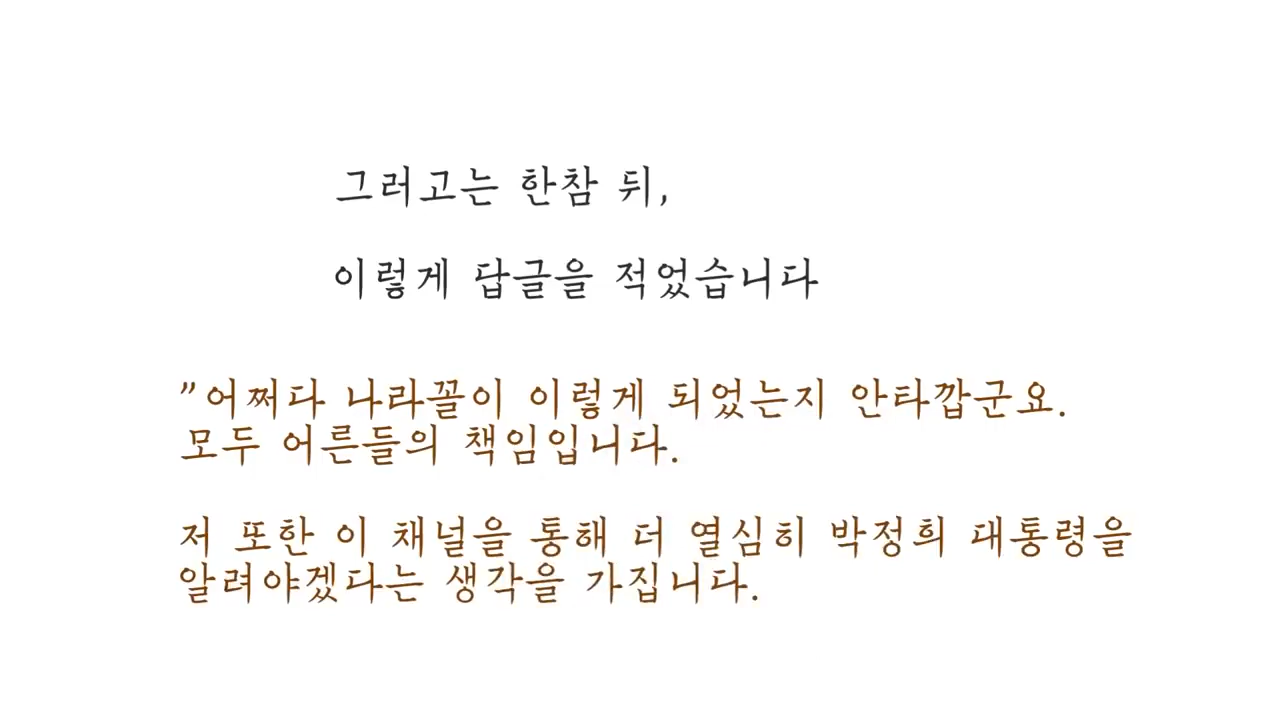 그러고는 한참 뒤,
이렇게 답글을 적었습니다
"어쩌다 나라꼴이 이렇게 되었는지 안타깝군요.
모두 어른들의 책임입니다.
저 또한 이 채널을 통해 더 열심히 박정희 대통령을
알려야겠다는 생각을 가집니다.